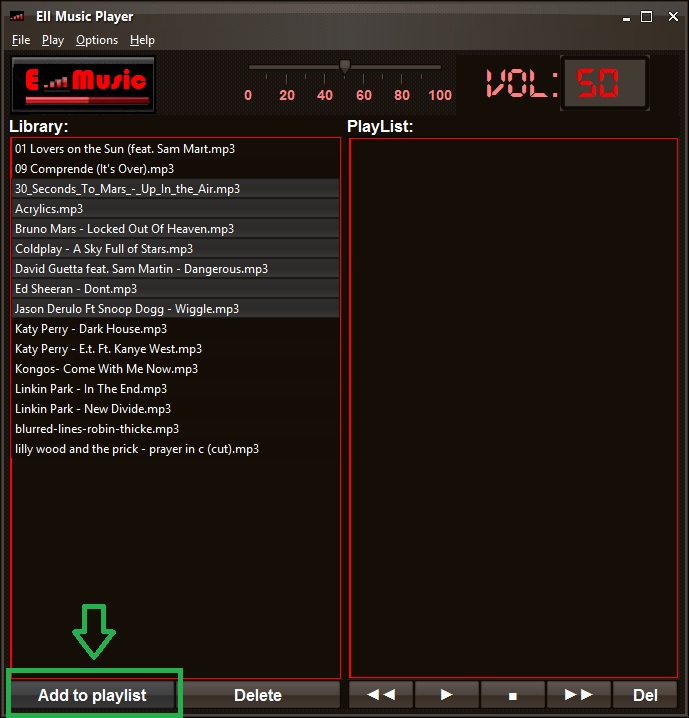 Ell Music Player
File Play Options Help
E Music
0 20 40 60 80 100
VOL: 50
Library: PlayList:
01 Lovers on the Sun (feat. Sam Mart.mp3
09 Comprende (It's Over).mp3
30_Seconds_To_Mars_-_Up_In_the_Air.mp3
Acrylics.mp3
Bruno Mars - Locked Out Of Heaven.mp3
Coldplay - A Sky Full of Stars.mp3
David Guetta feat. Sam Martin - Dangerous.mp3
Ed Sheeran - Dont.mp3
Jason Derulo Ft Snoop Dogg - Wiggle.mp3
Katy Perry - Dark House.mp3
Katy Perry - E.t. Ft. Kanye West.mp3
Kongos- Come With Me Now.mp3
Linkin Park - In The End.mp3
Linkin Park - New Divide.mp3
blurred-lines-robin-thicke.mp3
lilly wood and the prick - prayer in c (cut).mp3
Add to playlist Delete Del